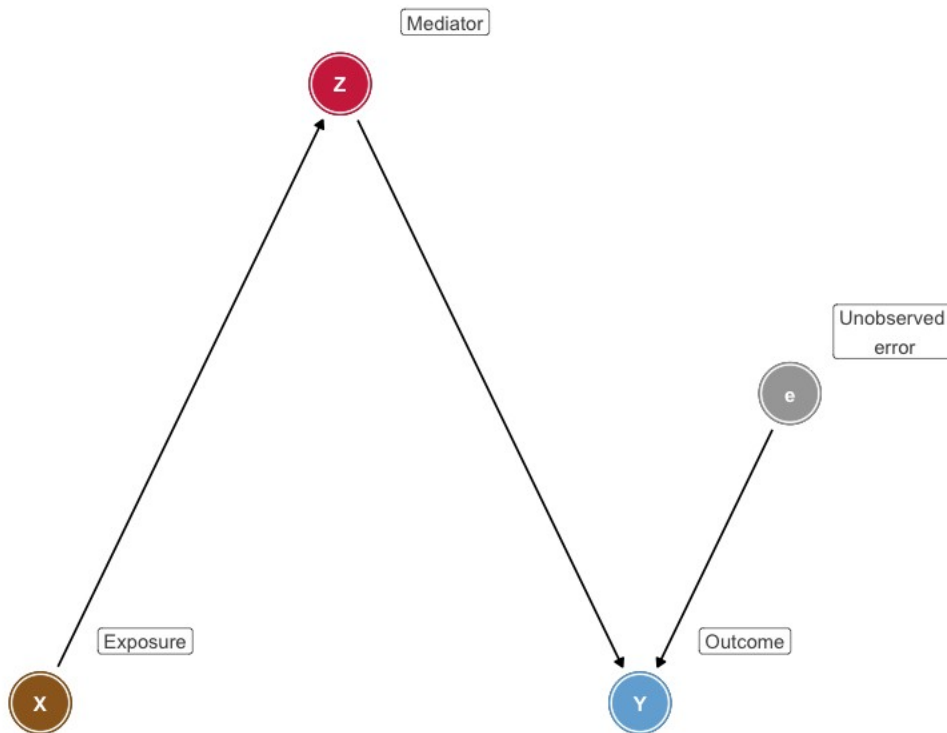 Mediator
Z
Unobserved
error
e
Exposure
Outcome
X
Y